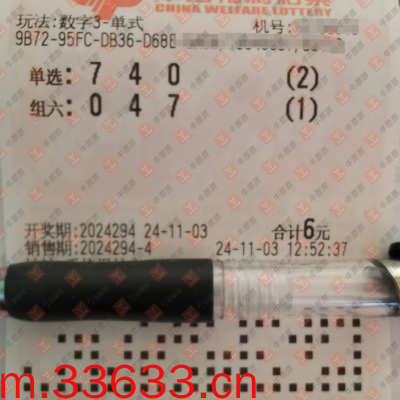 CHINA WELFARE LOTTERY
玩法:数字3-单式 机号:
9B72-95FC-DB36-D68E
单选: 7 4 0 (2)
组六: 0 4 7 (1)
开奖期:2024294 24-11-03 合计6元
销售期:2024294-4 24-11-03 12:52:37
m.33633.cn